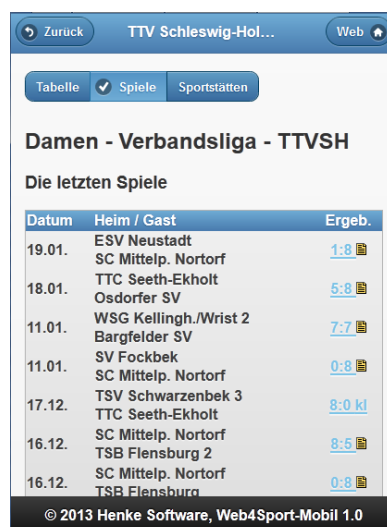 Zurück TTV Schleswig-Hol... Web
Tabelle Spiele Sportstätten
Damen - Verbandsliga - TTVSH
Die letzten Spiele
Datum Heim / Gast Ergeb.
19.01. ESV Neustadt 1:8
SC Mittelp. Nortorf
18.01. TTC Seeth-Ekholt 5:8
Osdorfer SV
11.01. WSG Kellingh./Wrist 2 7:7
Bargfelder SV
11.01. SV Fockbek 0:8
SC Mittelp. Nortorf
17.12. TSV Schwarzenbek 3 8:0 kl
TTC Seeth-Ekholt
16.12. SC Mittelp. Nortorf 8:5
TSB Flensburg 2
16.12. SC Mittelp. Nortorf 0:8
TSB Flensburg
© 2013 Henke Software, Web4Sport-Mobil 1.0